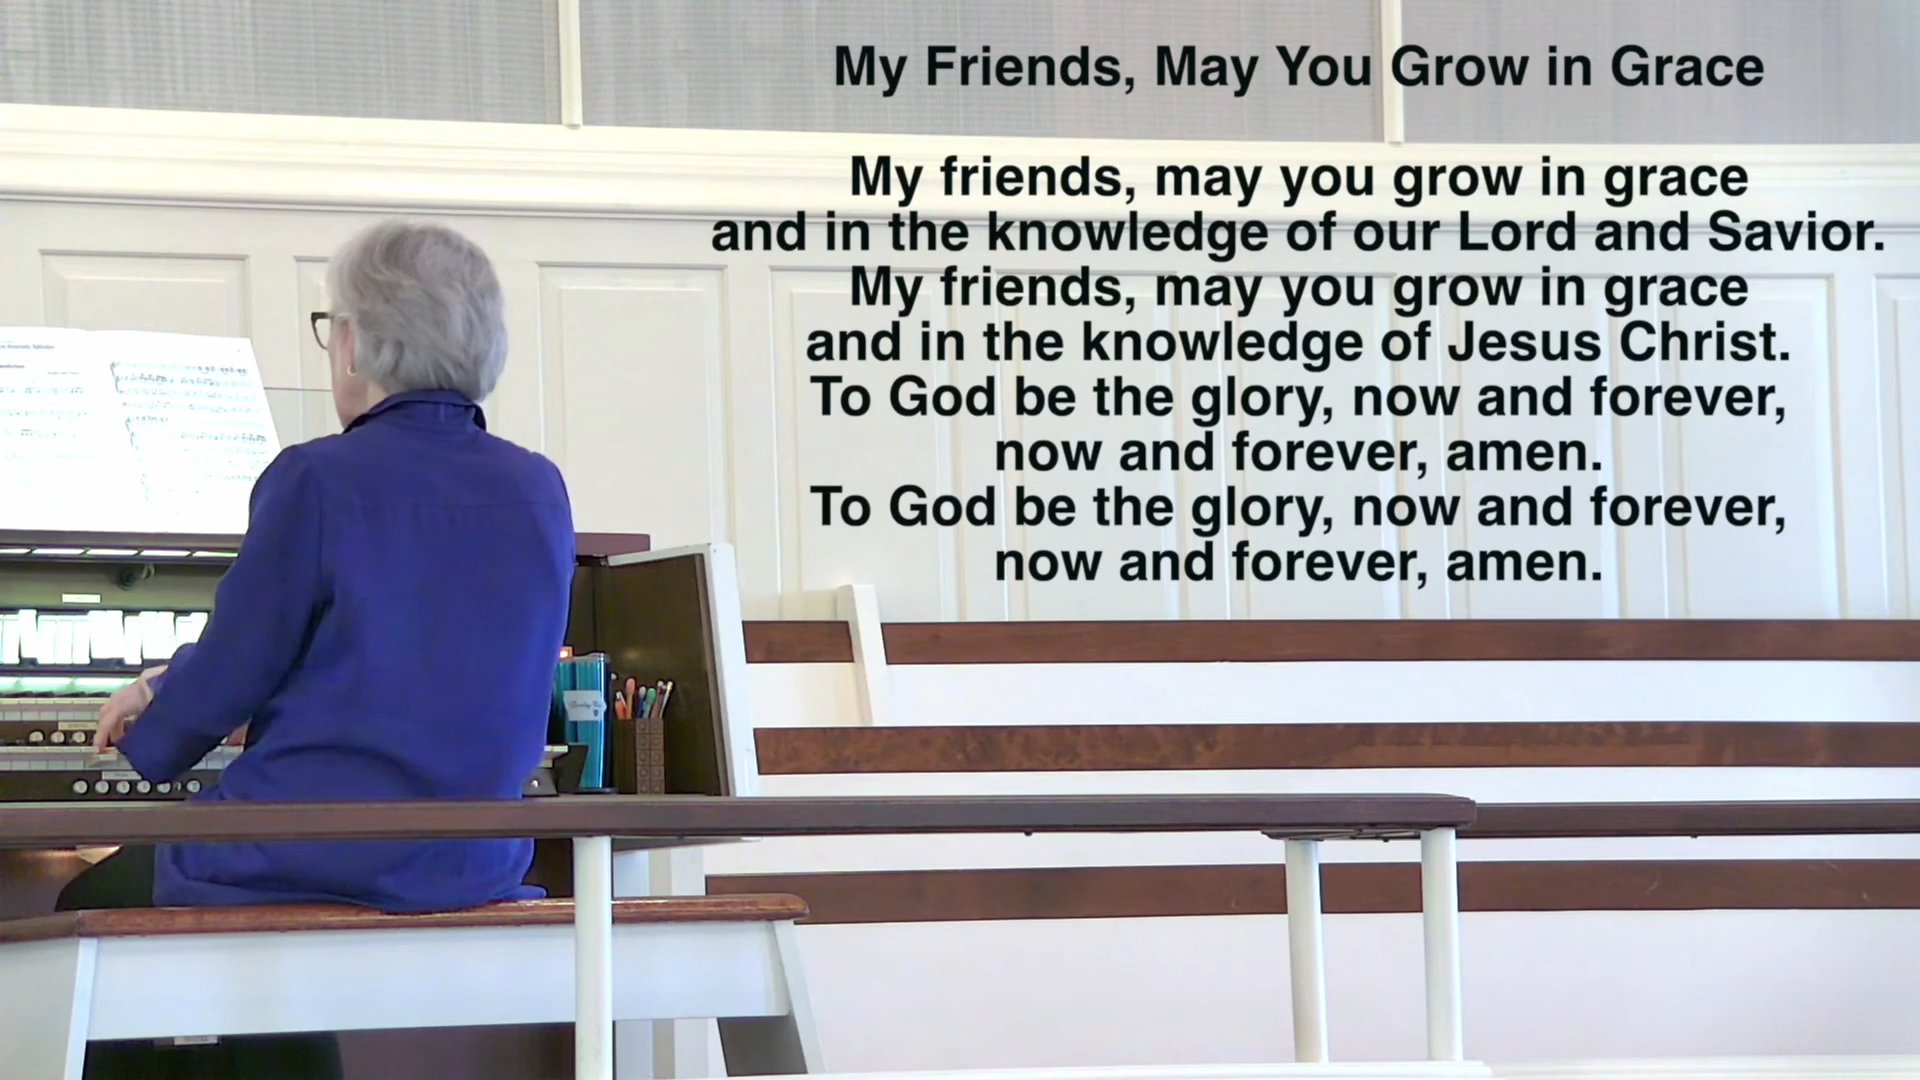 My Friends, May You Grow in Grace
My friends, may you grow in grace
and in the knowledge of our Lord and Savior.
My friends, may you grow in grace
and in the knowledge of Jesus Christ.
To God be the glory, now and forever,
now and forever, amen.
To God be the glory, now and forever,
now and forever, amen.